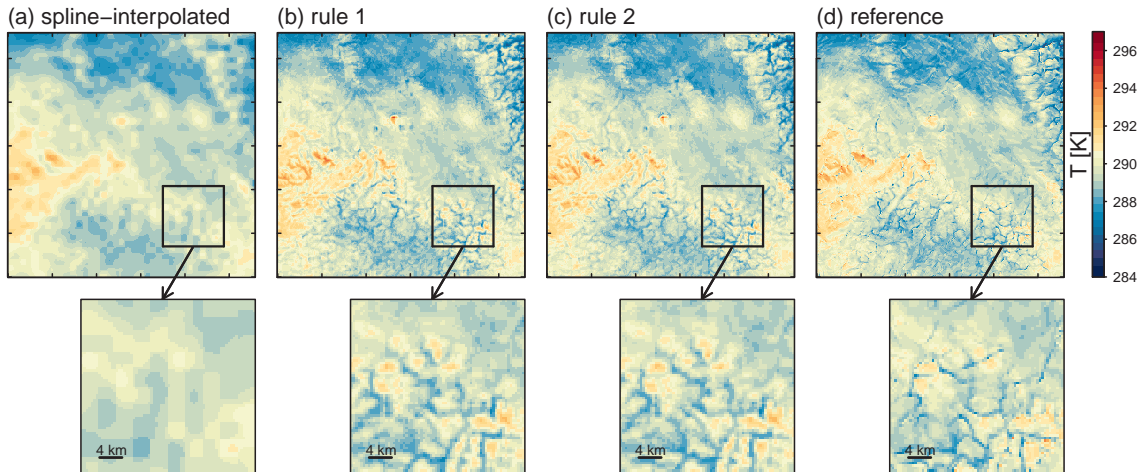 (a) spline−interpolated
(b) rule 1
(c) rule 2
(d) reference
296
294
292
290
288
286
284
T [K]
4 km
4 km
4 km
4 km